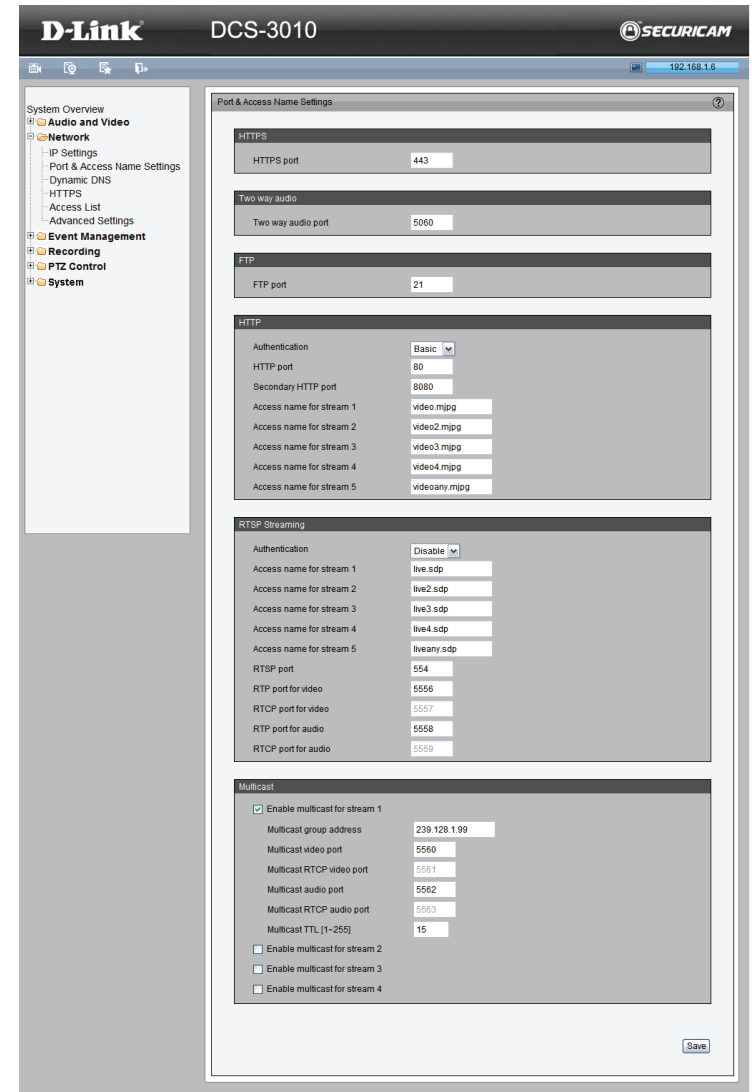 D-Link
DCS-3010
SECURICAM
192.168.1.6
System Overview
Audio and Video
Network
IP Settings
Port & Access Name Settings
Dynamic DNS
HTTPS
Access List
Advanced Settings
Event Management
Recording
PTZ Control
System
Port & Access Name Settings
?
HTTPS
HTTPS port 443
Two way audio
Two way audio port 5060
FTP
FTP port 21
HTTP
Authentication Basic
HTTP port 80
Secondary HTTP port 8080
Access name for stream 1 video.mjpg
Access name for stream 2 video2.mjpg
Access name for stream 3 video3.mjpg
Access name for stream 4 video4.mjpg
Access name for stream 5 videoany.mjpg
RTSP Streaming
Authentication Disable
Access name for stream 1 live.sdp
Access name for stream 2 live2.sdp
Access name for stream 3 live3.sdp
Access name for stream 4 live4.sdp
Access name for stream 5 liveany.sdp
RTSP port 554
RTP port for video 5556
RTCP port for video 5557
RTP port for audio 5558
RTCP port for audio 5559
Multicast
Enable multicast for stream 1
Multicast group address 239.128.1.99
Multicast video port 5560
Multicast RTCP video port 5561
Multicast audio port 5562
Multicast RTCP audio port 5563
Multicast TTL [1~255] 15
Enable multicast for stream 2
Enable multicast for stream 3
Enable multicast for stream 4
Save